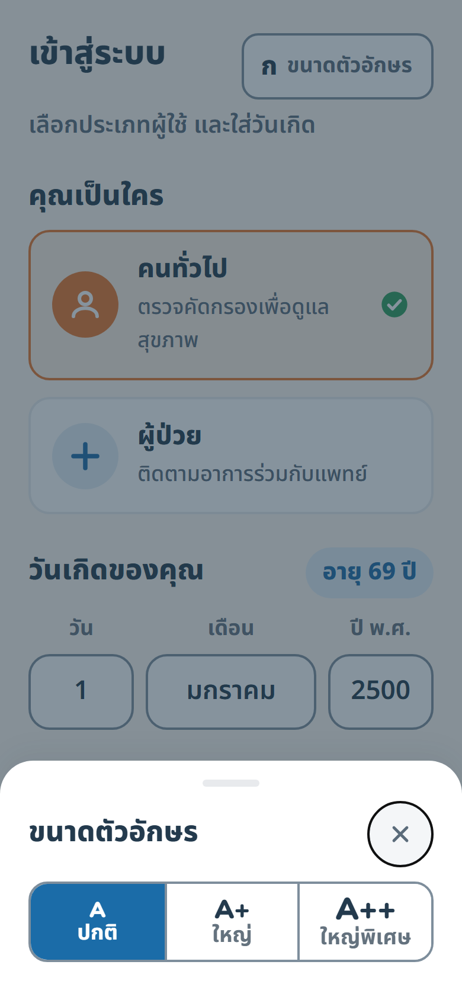 เข้าสู่ระบบ
ก ขนาดตัวอักษร
เลือกประเภทผู้ใช้ และใส่วันเกิด
คุณเป็นใคร
คนทั่วไป
ตรวจคัดกรองเพื่อดูแล
สุขภาพ
ผู้ป่วย
ติดตามอาการร่วมกับแพทย์
วันเกิดของคุณ
อายุ 69 ปี
วัน เดือน ปี พ.ศ.
1 มกราคม 2500
ขนาดตัวอักษร
A A+ A++
ปกติ ใหญ่ ใหญ่พิเศษ